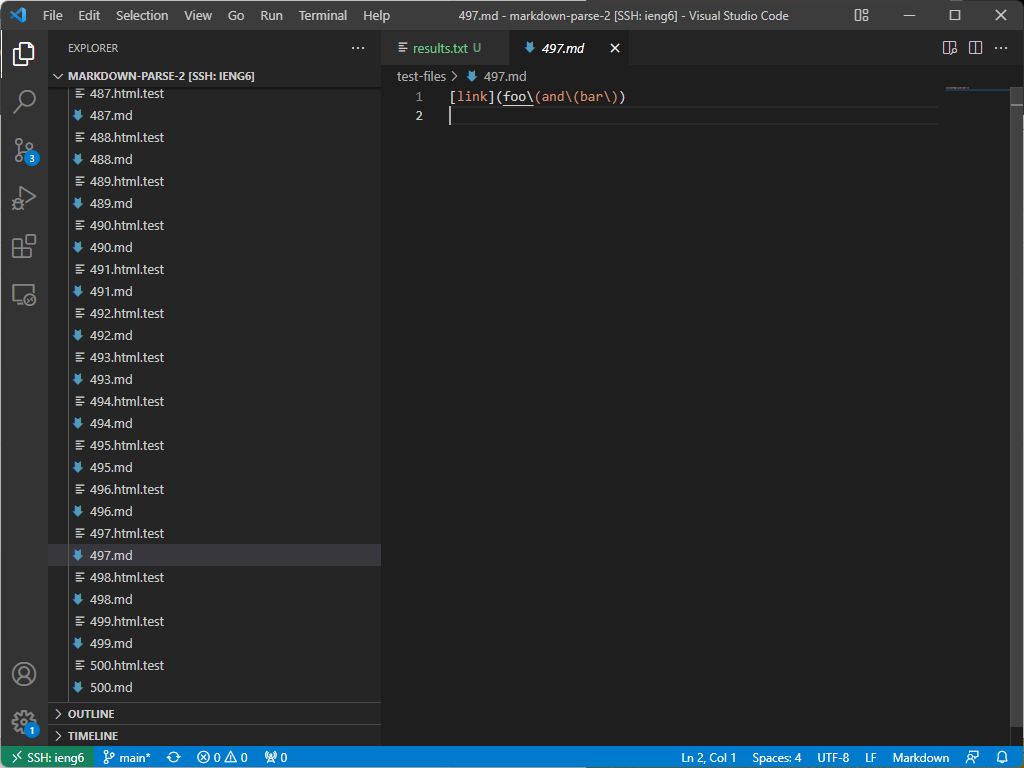 File Edit Selection View Go Run Terminal Help 497.md - markdown-parse-2 [SSH: ieng6] - Visual Studio Code
EXPLORER
MARKDOWN-PARSE-2 [SSH: IENG6]
487.html.test
487.md
488.html.test
488.md
489.html.test
489.md
490.html.test
490.md
491.html.test
491.md
492.html.test
492.md
493.html.test
493.md
494.html.test
494.md
495.html.test
495.md
496.html.test
496.md
497.html.test
497.md
498.html.test
498.md
499.html.test
499.md
500.html.test
500.md
OUTLINE
TIMELINE
3
1
results.txt U 497.md
test-files > 497.md
1 [link](foo\(and\(bar\))
2
SSH: ieng6 main* 0 0 0 Ln 2, Col 1 Spaces: 4 UTF-8 LF Markdown